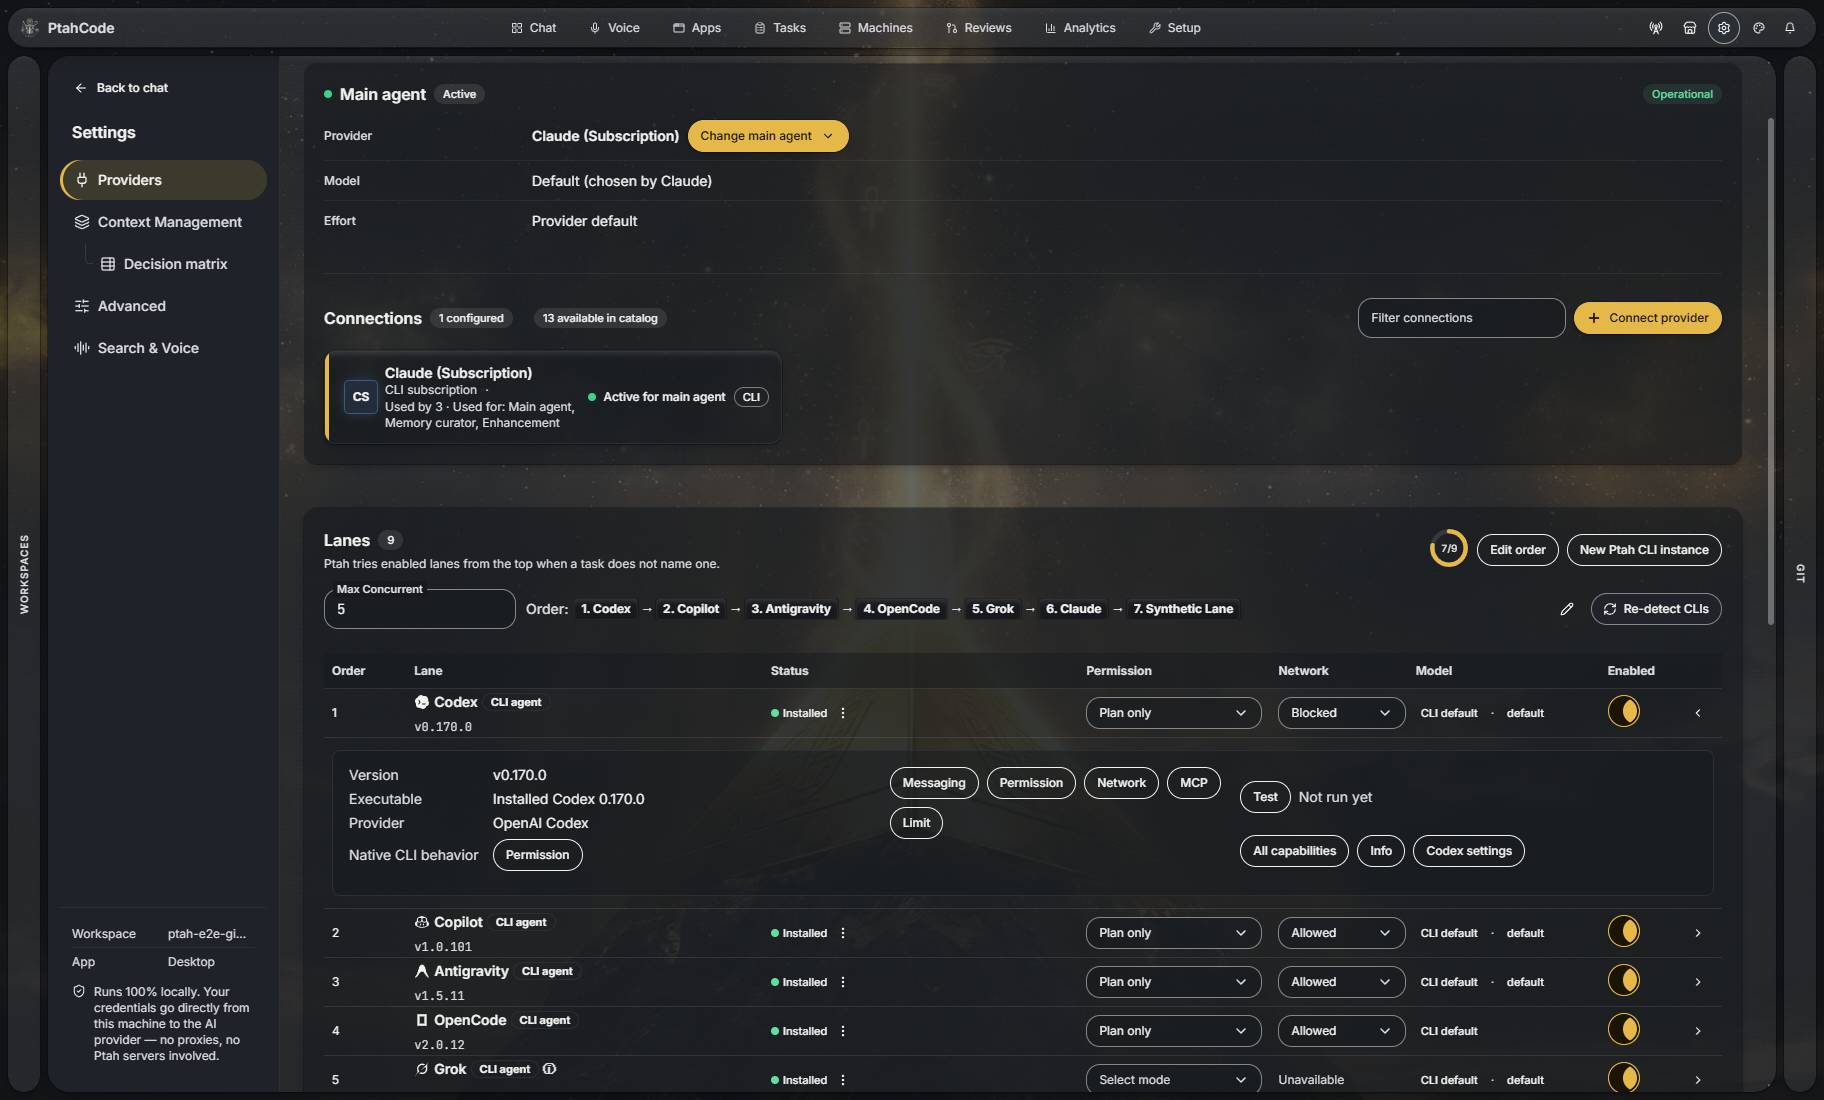 PtahCode
Chat
Voice
Apps
Tasks
Machines
Reviews
Analytics
Setup
WORKSPACES
Back to chat
Settings
Providers
Context Management
Decision matrix
Advanced
Search & Voice
Workspace ptah-e2e-gi...
App Desktop
Runs 100% locally. Your
credentials go directly from
this machine to the AI
provider — no proxies, no
Ptah servers involved.
Main agent Active Operational
Provider Claude (Subscription) Change main agent
Model Default (chosen by Claude)
Effort Provider default
Connections 1 configured 13 available in catalog Filter connections + Connect provider
CS
Claude (Subscription)
CLI subscription ·
Used by 3 · Used for: Main agent,
Memory curator, Enhancement
Active for main agent CLI
Lanes 9
Ptah tries enabled lanes from the top when a task does not name one.
7/9 Edit order New Ptah CLI instance
Max Concurrent
5
Order: 1. Codex → 2. Copilot → 3. Antigravity → 4. OpenCode → 5. Grok → 6. Claude → 7. Synthetic Lane
Re-detect CLIs
Order Lane Status Permission Network Model Enabled
1 Codex CLI agent
v0.170.0
Installed Plan only Blocked CLI default · default
Version v0.170.0
Executable Installed Codex 0.170.0
Provider OpenAI Codex
Native CLI behavior Permission
Messaging Permission Network MCP
Limit
Test Not run yet
All capabilities Info Codex settings
2 Copilot CLI agent
v1.0.101
Installed Plan only Allowed CLI default · default
3 Antigravity CLI agent
v1.5.11
Installed Plan only Allowed CLI default · default
4 OpenCode CLI agent
v2.0.12
Installed Plan only Allowed CLI default
5 Grok CLI agent
Installed Select mode Unavailable CLI default · default
GIT